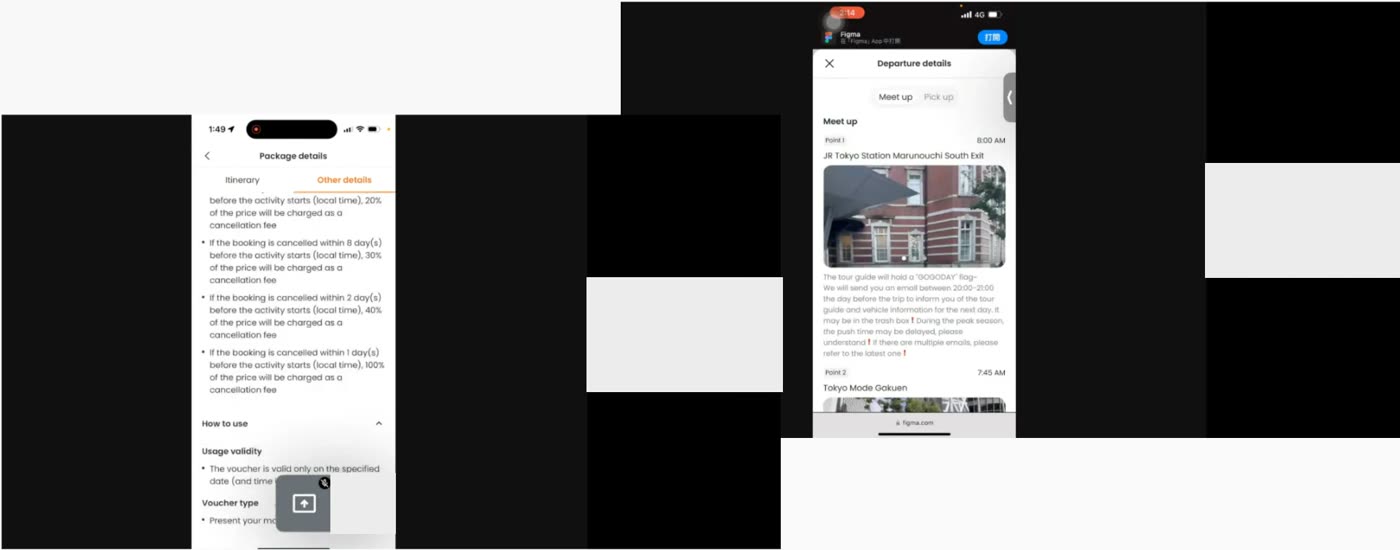 1:49
Package details
Itinerary
Other details
before the activity starts (local time), 20%
of the price will be charged as a
cancellation fee
• If the booking is cancelled within 8 day(s)
before the activity starts (local time), 30%
of the price will be charged as a
cancellation fee
• If the booking is cancelled within 2 day(s)
before the activity starts (local time), 40%
of the price will be charged as a
cancellation fee
• If the booking is cancelled within 1 day(s)
before the activity starts (local time), 100%
of the price will be charged as a
cancellation fee
How to use
Usage validity
• The voucher is valid only on the specified
date (and time
Voucher type
• Present your mo
2:14
4G
Figma
在「Figma」App 中打開
打開
Departure details
Meet up
Pick up
Meet up
Point 1
8:00 AM
JR Tokyo Station Marunouchi South Exit
The tour guide will hold a "GOGODAY" flag~
We will send you an email between 20:00-21:00
the day before the trip to inform you of the tour
guide and vehicle information for the next day. It
may be in the trash box❗During the peak season,
the push time may be delayed, please
understand❗If there are multiple emails, please
refer to the latest one❗
Point 2
7:45 AM
Tokyo Mode Gakuen
figma.com